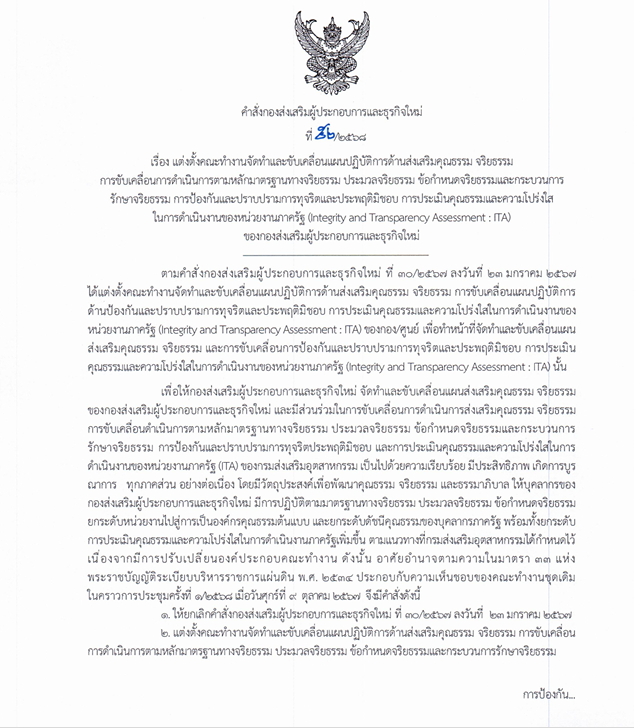 คำสั่งกองส่งเสริมผู้ประกอบการและธุรกิจใหม่
ที่ ๕๒/๒๕๖๘
เรื่อง แต่งตั้งคณะทำงานจัดทำและขับเคลื่อนแผนปฏิบัติการด้านส่งเสริมคุณธรรม จริยธรรม
การขับเคลื่อนการดำเนินการตามหลักมาตรฐานทางจริยธรรม ประมวลจริยธรรม ข้อกำหนดจริยธรรมและกระบวนการ
รักษาจริยธรรม การป้องกันและปราบปรามการทุจริตและประพฤติมิชอบ การประเมินคุณธรรมและความโปร่งใส
ในการดำเนินงานของหน่วยงานภาครัฐ (Integrity and Transparency Assessment : ITA)
ของกองส่งเสริมผู้ประกอบการและธุรกิจใหม่
ตามคำสั่งกองส่งเสริมผู้ประกอบการและธุรกิจใหม่ ที่ ๓๐/๒๕๖๗ ลงวันที่ ๒๓ มกราคม ๒๕๖๗
ได้แต่งตั้งคณะทำงานจัดทำและขับเคลื่อนแผนปฏิบัติการด้านส่งเสริมคุณธรรม จริยธรรม การขับเคลื่อนแผนปฏิบัติการ
ด้านป้องกันและปราบปรามการทุจริตและประพฤติมิชอบ การประเมินคุณธรรมและความโปร่งใสในการดำเนินงานของ
หน่วยงานภาครัฐ (Integrity and Transparency Assessment : ITA) ของกอง/ศูนย์ เพื่อทำหน้าที่จัดทำและขับเคลื่อนแผน
ส่งเสริมคุณธรรม จริยธรรม และการขับเคลื่อนการป้องกันและปราบปรามการทุจริตและประพฤติมิชอบ การประเมิน
คุณธรรมและความโปร่งใสในการดำเนินงานของหน่วยงานภาครัฐ (Integrity and Transparency Assessment : ITA) นั้น
เพื่อให้กองส่งเสริมผู้ประกอบการและธุรกิจใหม่ จัดทำและขับเคลื่อนแผนส่งเสริมคุณธรรม จริยธรรม
ของกองส่งเสริมผู้ประกอบการและธุรกิจใหม่ และมีส่วนร่วมในการขับเคลื่อนการดำเนินการส่งเสริมคุณธรรม จริยธรรม
การขับเคลื่อนดำเนินการตามหลักมาตรฐานทางจริยธรรม ประมวลจริยธรรม ข้อกำหนดจริยธรรมและกระบวนการ
รักษาจริยธรรม การป้องกันและปราบปรามการทุจริตประพฤติมิชอบ และการประเมินคุณธรรมและความโปร่งใสในการ
ดำเนินงานของหน่วยงานภาครัฐ (ITA) ของกรมส่งเสริมอุตสาหกรรม เป็นไปด้วยความเรียบร้อย มีประสิทธิภาพ เกิดการบูร
ณาการ ทุกภาคส่วน อย่างต่อเนื่อง โดยมีวัตถุประสงค์เพื่อพัฒนาคุณธรรม จริยธรรม และธรรมาภิบาล ให้บุคลากรของ
กองส่งเสริมผู้ประกอบการและธุรกิจใหม่ มีการปฏิบัติตามมาตรฐานทางจริยธรรม ประมวลจริยธรรม ข้อกำหนดจริยธรรม
ยกระดับหน่วยงานไปสู่การเป็นองค์กรคุณธรรมต้นแบบ และยกระดับดัชนีคุณธรรมของบุคลากรภาครัฐ พร้อมทั้งยกระดับ
การประเมินคุณธรรมและความโปร่งใสในการดำเนินงานภาครัฐเพิ่มขึ้น ตามแนวทางที่กรมส่งเสริมอุตสาหกรรมได้กำหนดไว้
เนื่องจากมีการปรับเปลี่ยนองค์ประกอบคณะทำงาน ดังนั้น อาศัยอำนาจตามความในมาตรา ๓๓ แห่ง
พระราชบัญญัติระเบียบบริหารราชการแผ่นดิน พ.ศ. ๒๕๓๔ ประกอบกับความเห็นชอบของคณะทำงานชุดเดิม
ในคราวการประชุมครั้งที่ ๑/๒๕๖๘ เมื่อวันศุกร์ที่ ๙ ตุลาคม ๒๕๖๗ จึงมีคำสั่งดังนี้
๑. ให้ยกเลิกคำสั่งกองส่งเสริมผู้ประกอบการและธุรกิจใหม่ ที่ ๓๐/๒๕๖๗ ลงวันที่ ๒๓ มกราคม ๒๕๖๗
๒. แต่งตั้งคณะทำงานจัดทำและขับเคลื่อนแผนปฏิบัติการด้านส่งเสริมคุณธรรม จริยธรรม การขับเคลื่อน
การดำเนินการตามหลักมาตรฐานทางจริยธรรม ประมวลจริยธรรม ข้อกำหนดจริยธรรมและกระบวนการรักษาจริยธรรม
การป้องกัน...